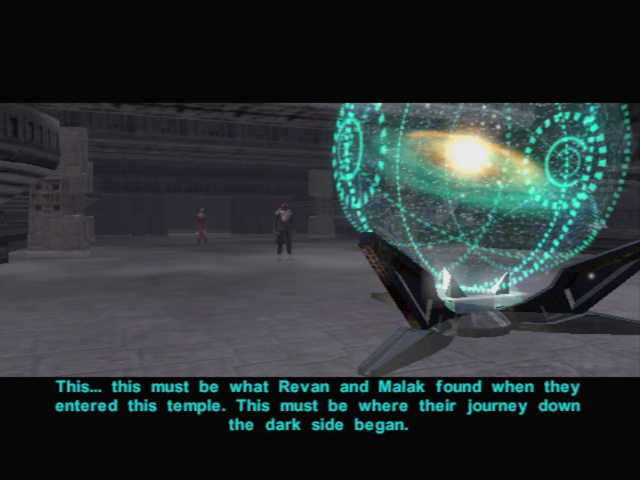 This... this must be what Revan and Malak found when they
entered this temple. This must be where their journey down
the dark side began.